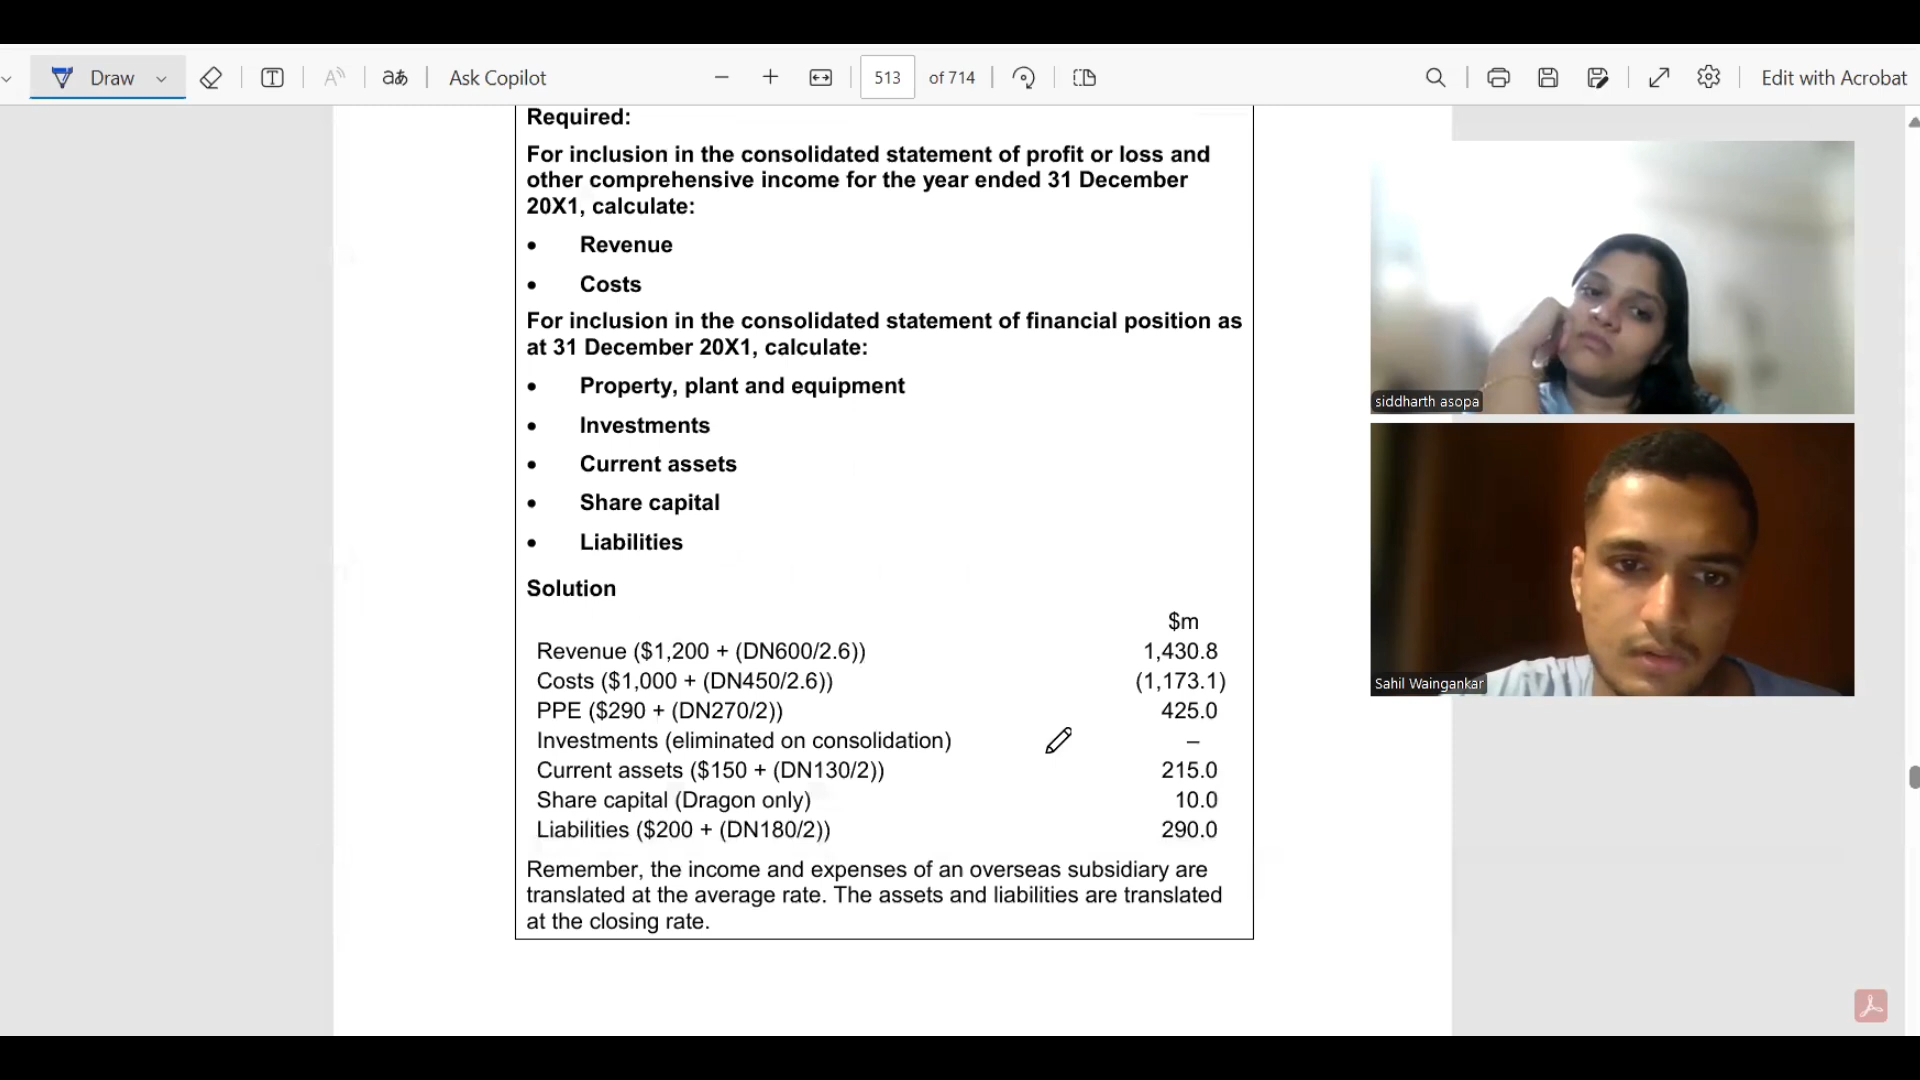 Draw
aあ
Ask Copilot
513
of 714
Edit with Acrobat
Required:
For inclusion in the consolidated statement of profit or loss and
other comprehensive income for the year ended 31 December
20X1, calculate:
• Revenue
• Costs
For inclusion in the consolidated statement of financial position as
at 31 December 20X1, calculate:
• Property, plant and equipment
• Investments
• Current assets
• Share capital
• Liabilities
Solution
$m
Revenue ($1,200 + (DN600/2.6)) 1,430.8
Costs ($1,000 + (DN450/2.6)) (1,173.1)
PPE ($290 + (DN270/2)) 425.0
Investments (eliminated on consolidation) –
Current assets ($150 + (DN130/2)) 215.0
Share capital (Dragon only) 10.0
Liabilities ($200 + (DN180/2)) 290.0
Remember, the income and expenses of an overseas subsidiary are
translated at the average rate. The assets and liabilities are translated
at the closing rate.
siddharth asopa
Sahil Waingankar